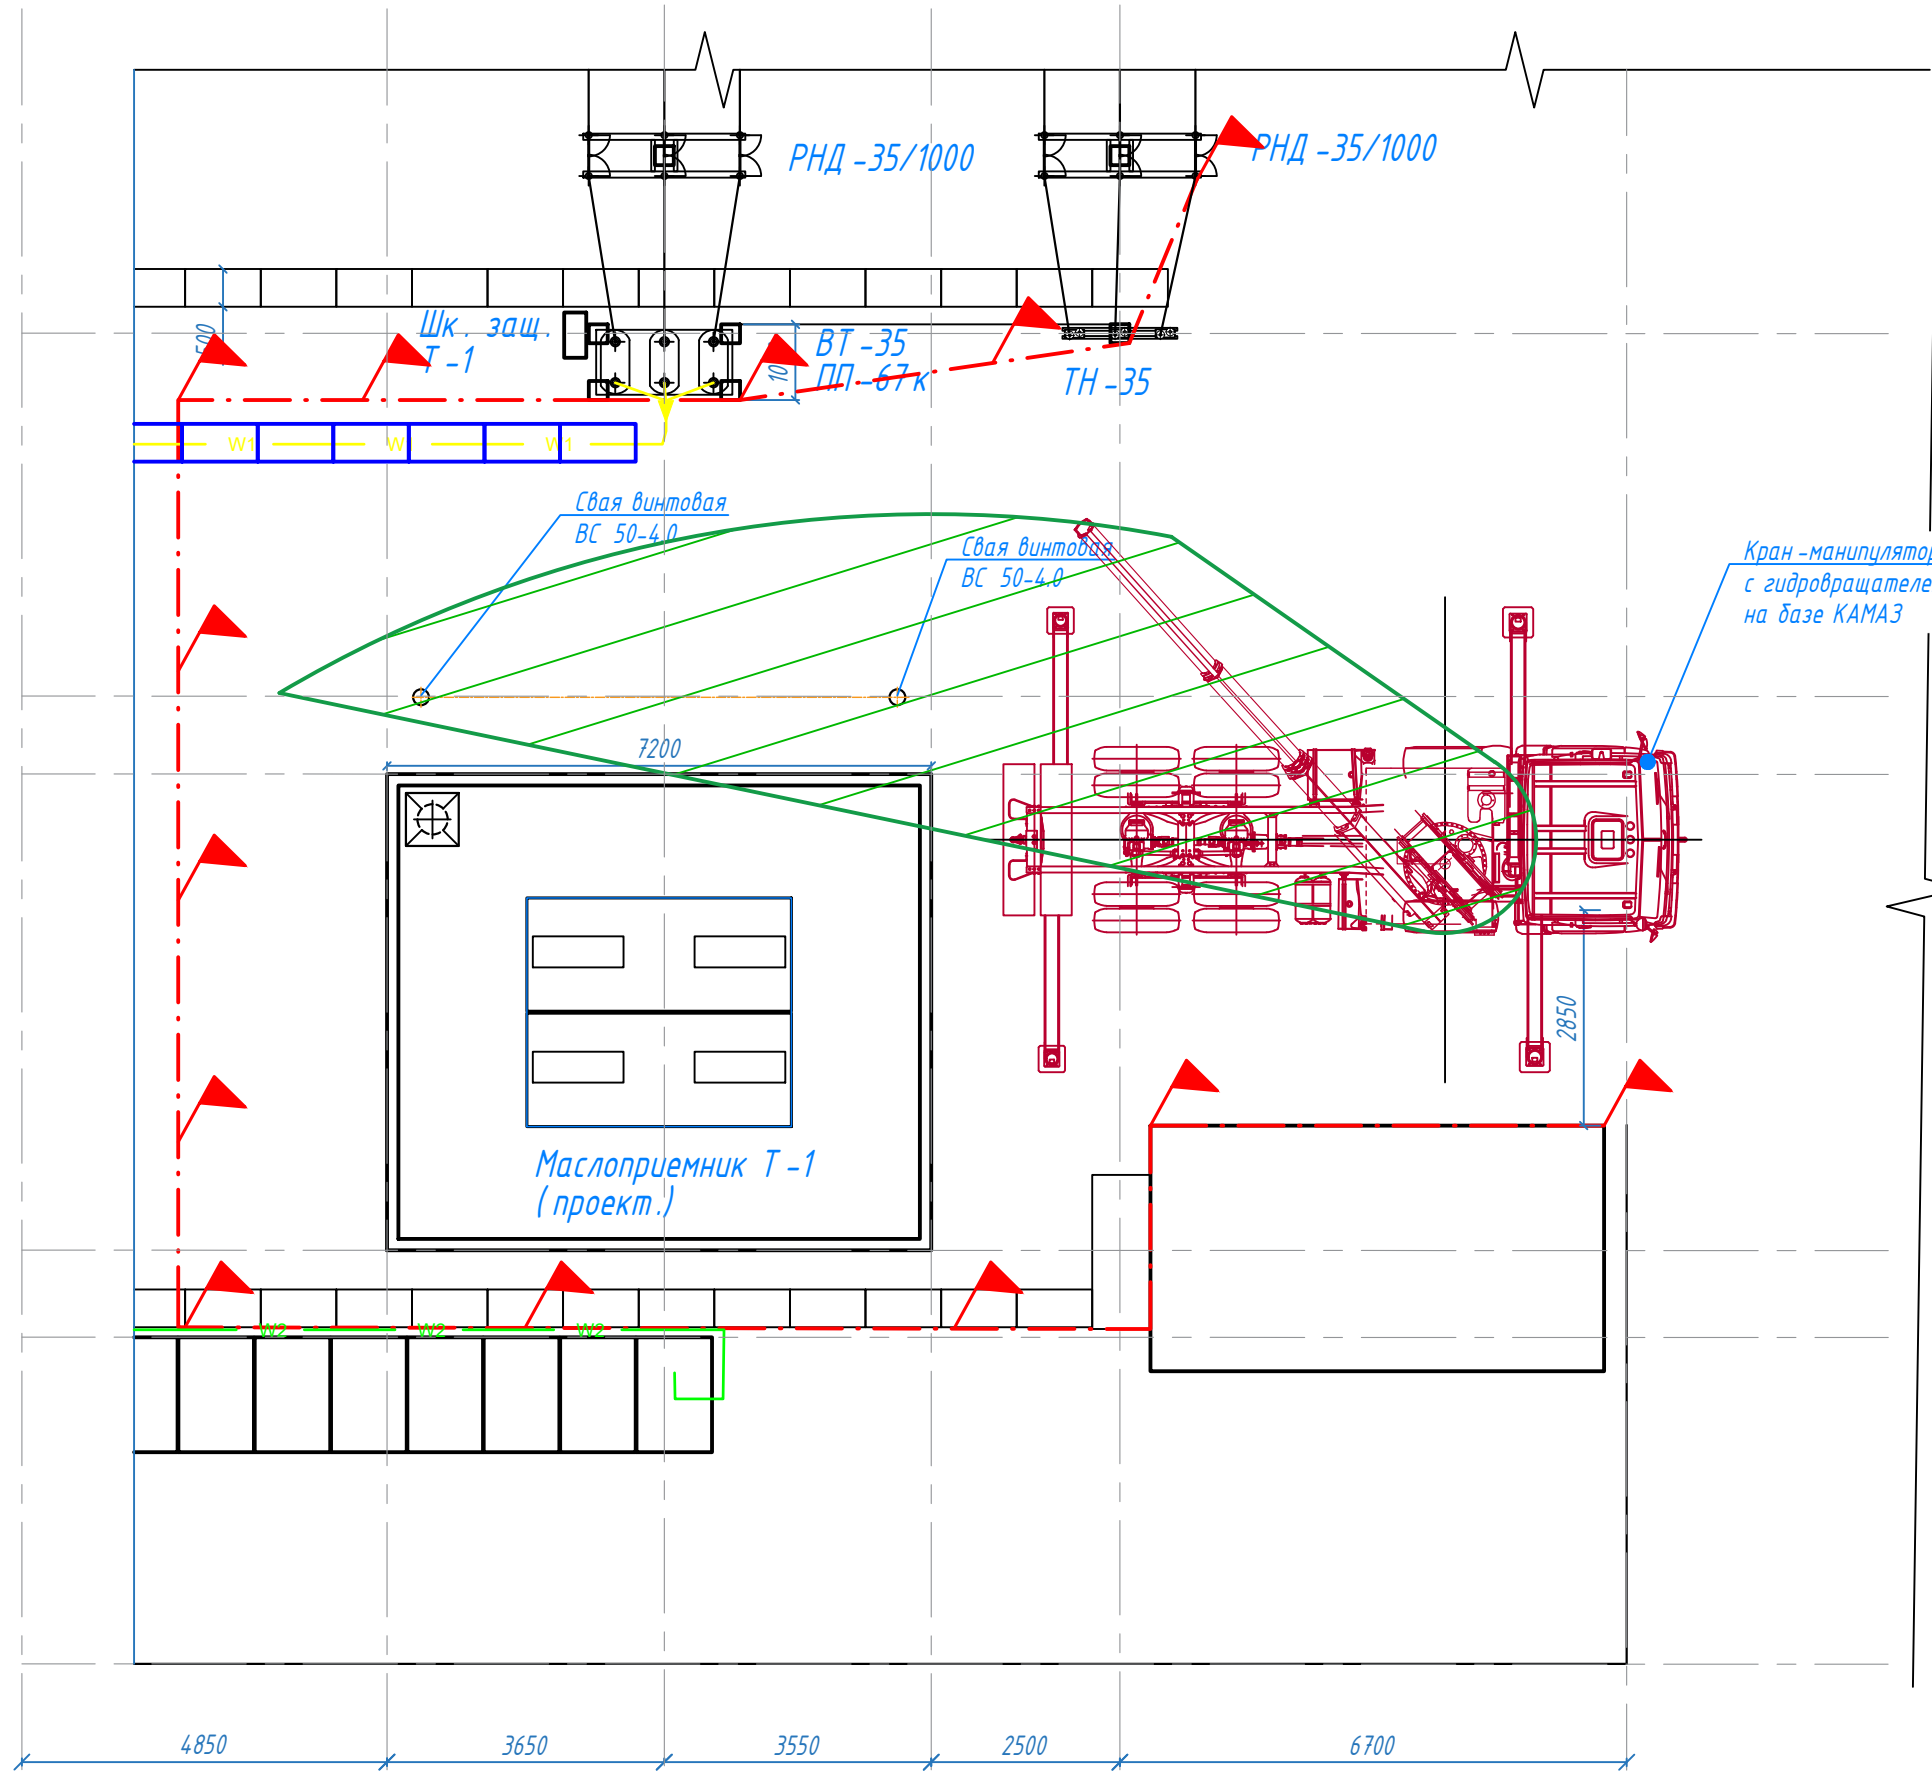 РНД-35/1000
РНД-35/1000
500
Шк. защ.
Т-1
ВТ-35
ПП-67к
ТН-35
W1
W1
Свая винтовая
ВС 50-4.0
Свая винтовая
ВС 50-4.0
Кран-манипулятор
с гидровращателе
на базе КАМАЗ
7200
2850
Маслоприемник Т-1
(проект.)
W2
W2
W2
4850
3650
3550
2500
6700